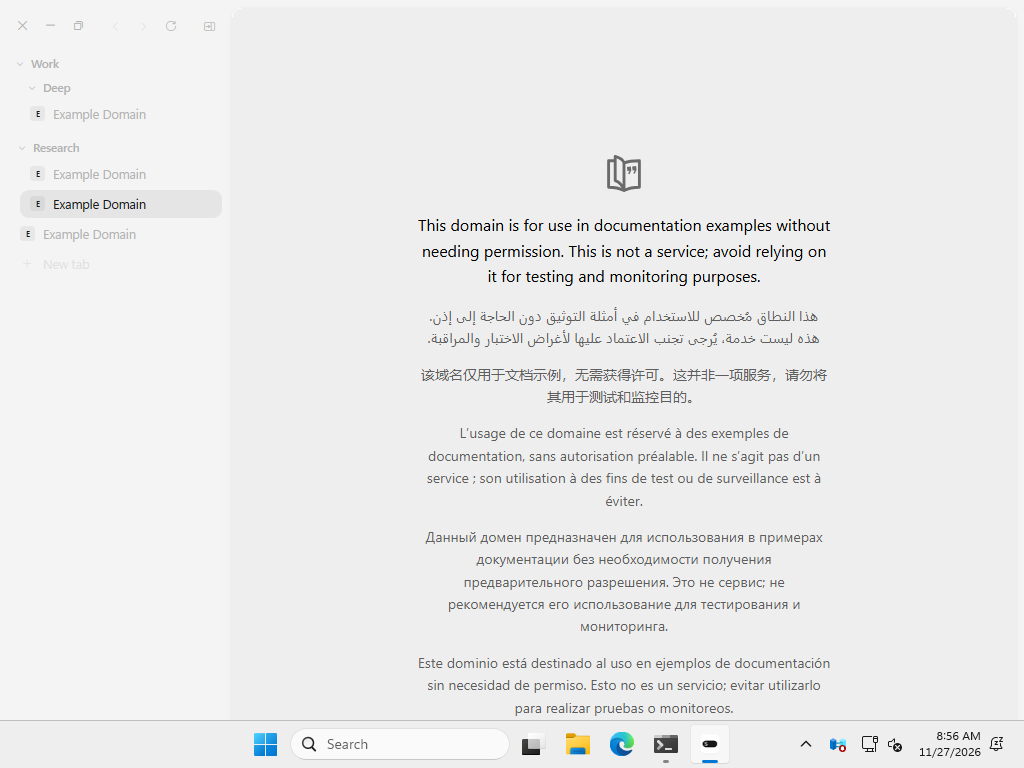 Work
Deep
E Example Domain
Research
E Example Domain
E Example Domain
E Example Domain
+ New tab
This domain is for use in documentation examples without
needing permission. This is not a service; avoid relying on
it for testing and monitoring purposes.
هذا النطاق مُخصص للاستخدام في أمثلة التوثيق دون الحاجة إلى إذن.
هذه ليست خدمة، يُرجى تجنب الاعتماد عليها لأغراض الاختبار والمراقبة.
该域名仅用于文档示例，无需获得许可。这并非一项服务，请勿将
其用于测试和监控目的。
L'usage de ce domaine est réservé à des exemples de
documentation, sans autorisation préalable. Il ne s'agit pas d'un
service ; son utilisation à des fins de test ou de surveillance est à
éviter.
Данный домен предназначен для использования в примерах
документации без необходимости получения
предварительного разрешения. Это не сервис; не
рекомендуется его использование для тестирования и
мониторинга.
Este dominio está destinado al uso en ejemplos de documentación
sin necesidad de permiso. Esto no es un servicio; evitar utilizarlo
para realizar pruebas o monitoreos.
Search
8:56 AM
11/27/2026